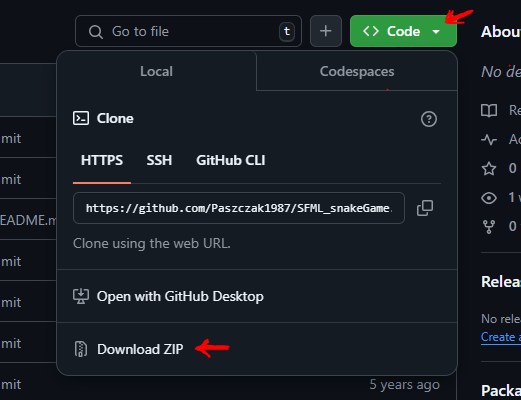 Go to file
t
Code
About
No de
Local
Codespaces
Clone
HTTPS
SSH
GitHub CLI
https://github.com/Paszczak1987/SFML_snakeGame.
Clone using the web URL.
Open with GitHub Desktop
Download ZIP
mit
mit
EADME.m
mit
mit
mit
mit
5 years ago
Re
Ac
0
1 w
0
Relea
No rele
Create a
Packa